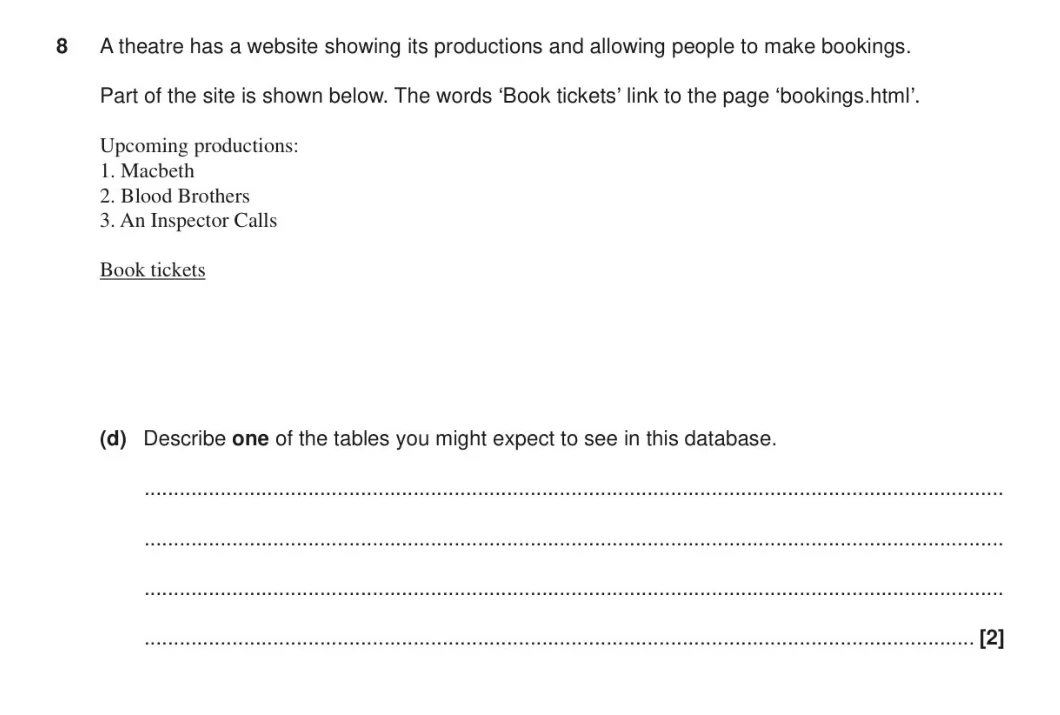 8 A theatre has a website showing its productions and allowing people to make bookings.
Part of the site is shown below. The words ‘Book tickets’ link to the page ‘bookings.html’.
Upcoming productions:
1. Macbeth
2. Blood Brothers
3. An Inspector Calls
Book tickets
(d) Describe one of the tables you might expect to see in this database.
[2]